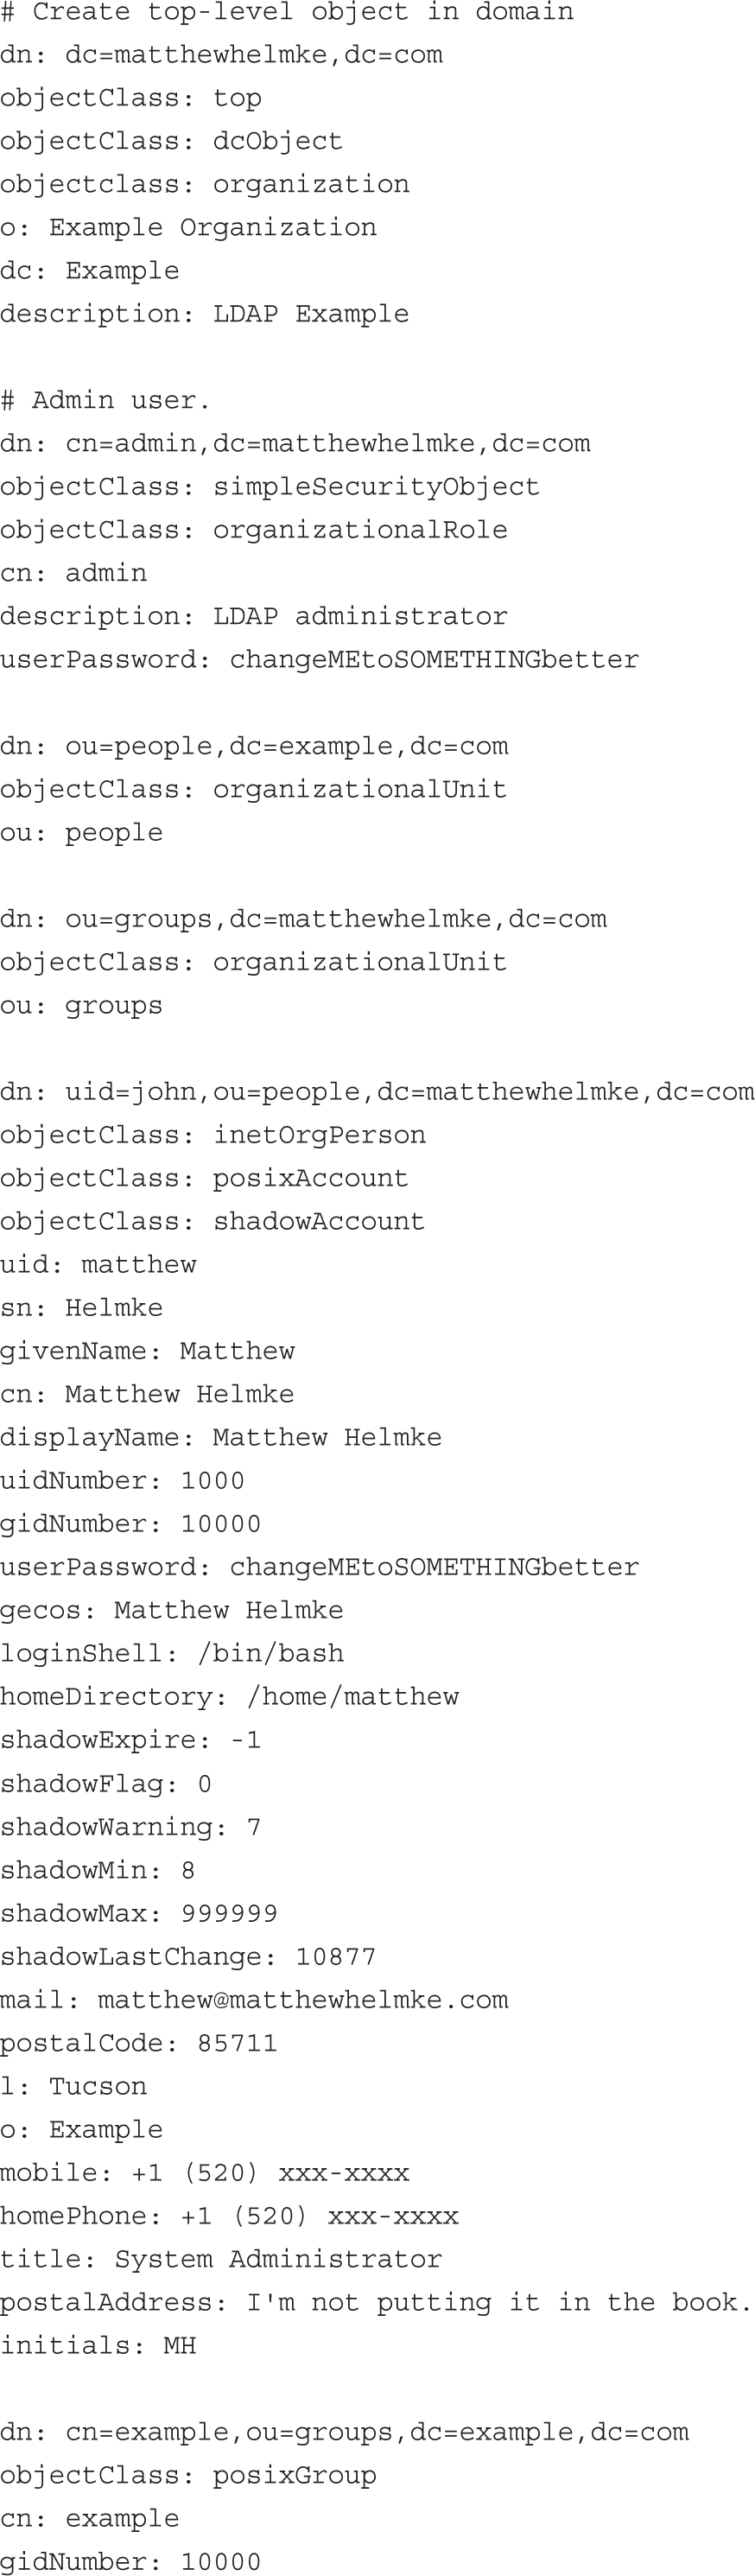 # Create top-level object in domain
dn: dc=matthewhelmke,dc=com
objectClass: top
objectClass: dcObject
objectclass: organization
o: Example Organization
dc: Example
description: LDAP Example

# Admin user.
dn: cn=admin,dc=matthewhelmke,dc=com
objectClass: simpleSecurityObject
objectClass: organizationalRole
cn: admin
description: LDAP administrator
userPassword: changeMEtoSOMETHINGbetter

dn: ou=people,dc=example,dc=com
objectClass: organizationalUnit
ou: people

dn: ou=groups,dc=matthewhelmke,dc=com
objectClass: organizationalUnit
ou: groups

dn: uid=john,ou=people,dc=matthewhelmke,dc=com
objectClass: inetOrgPerson
objectClass: posixAccount
objectClass: shadowAccount
uid: matthew
sn: Helmke
givenName: Matthew
cn: Matthew Helmke
displayName: Matthew Helmke
uidNumber: 1000
gidNumber: 10000
userPassword: changeMEtoSOMETHINGbetter
gecos: Matthew Helmke
loginShell: /bin/bash
homeDirectory: /home/matthew
shadowExpire: -1
shadowFlag: 0
shadowWarning: 7
shadowMin: 8
shadowMax: 999999
shadowLastChange: 10877
mail: matthew@matthewhelmke.com
postalCode: 85711
l: Tucson
o: Example
mobile: +1 (520) xxx-xxxx
homePhone: +1 (520) xxx-xxxx
title: System Administrator
postalAddress: I'm not putting it in the book.
initials: MH

dn: cn=example,ou=groups,dc=example,dc=com
objectClass: posixGroup
cn: example
gidNumber: 10000